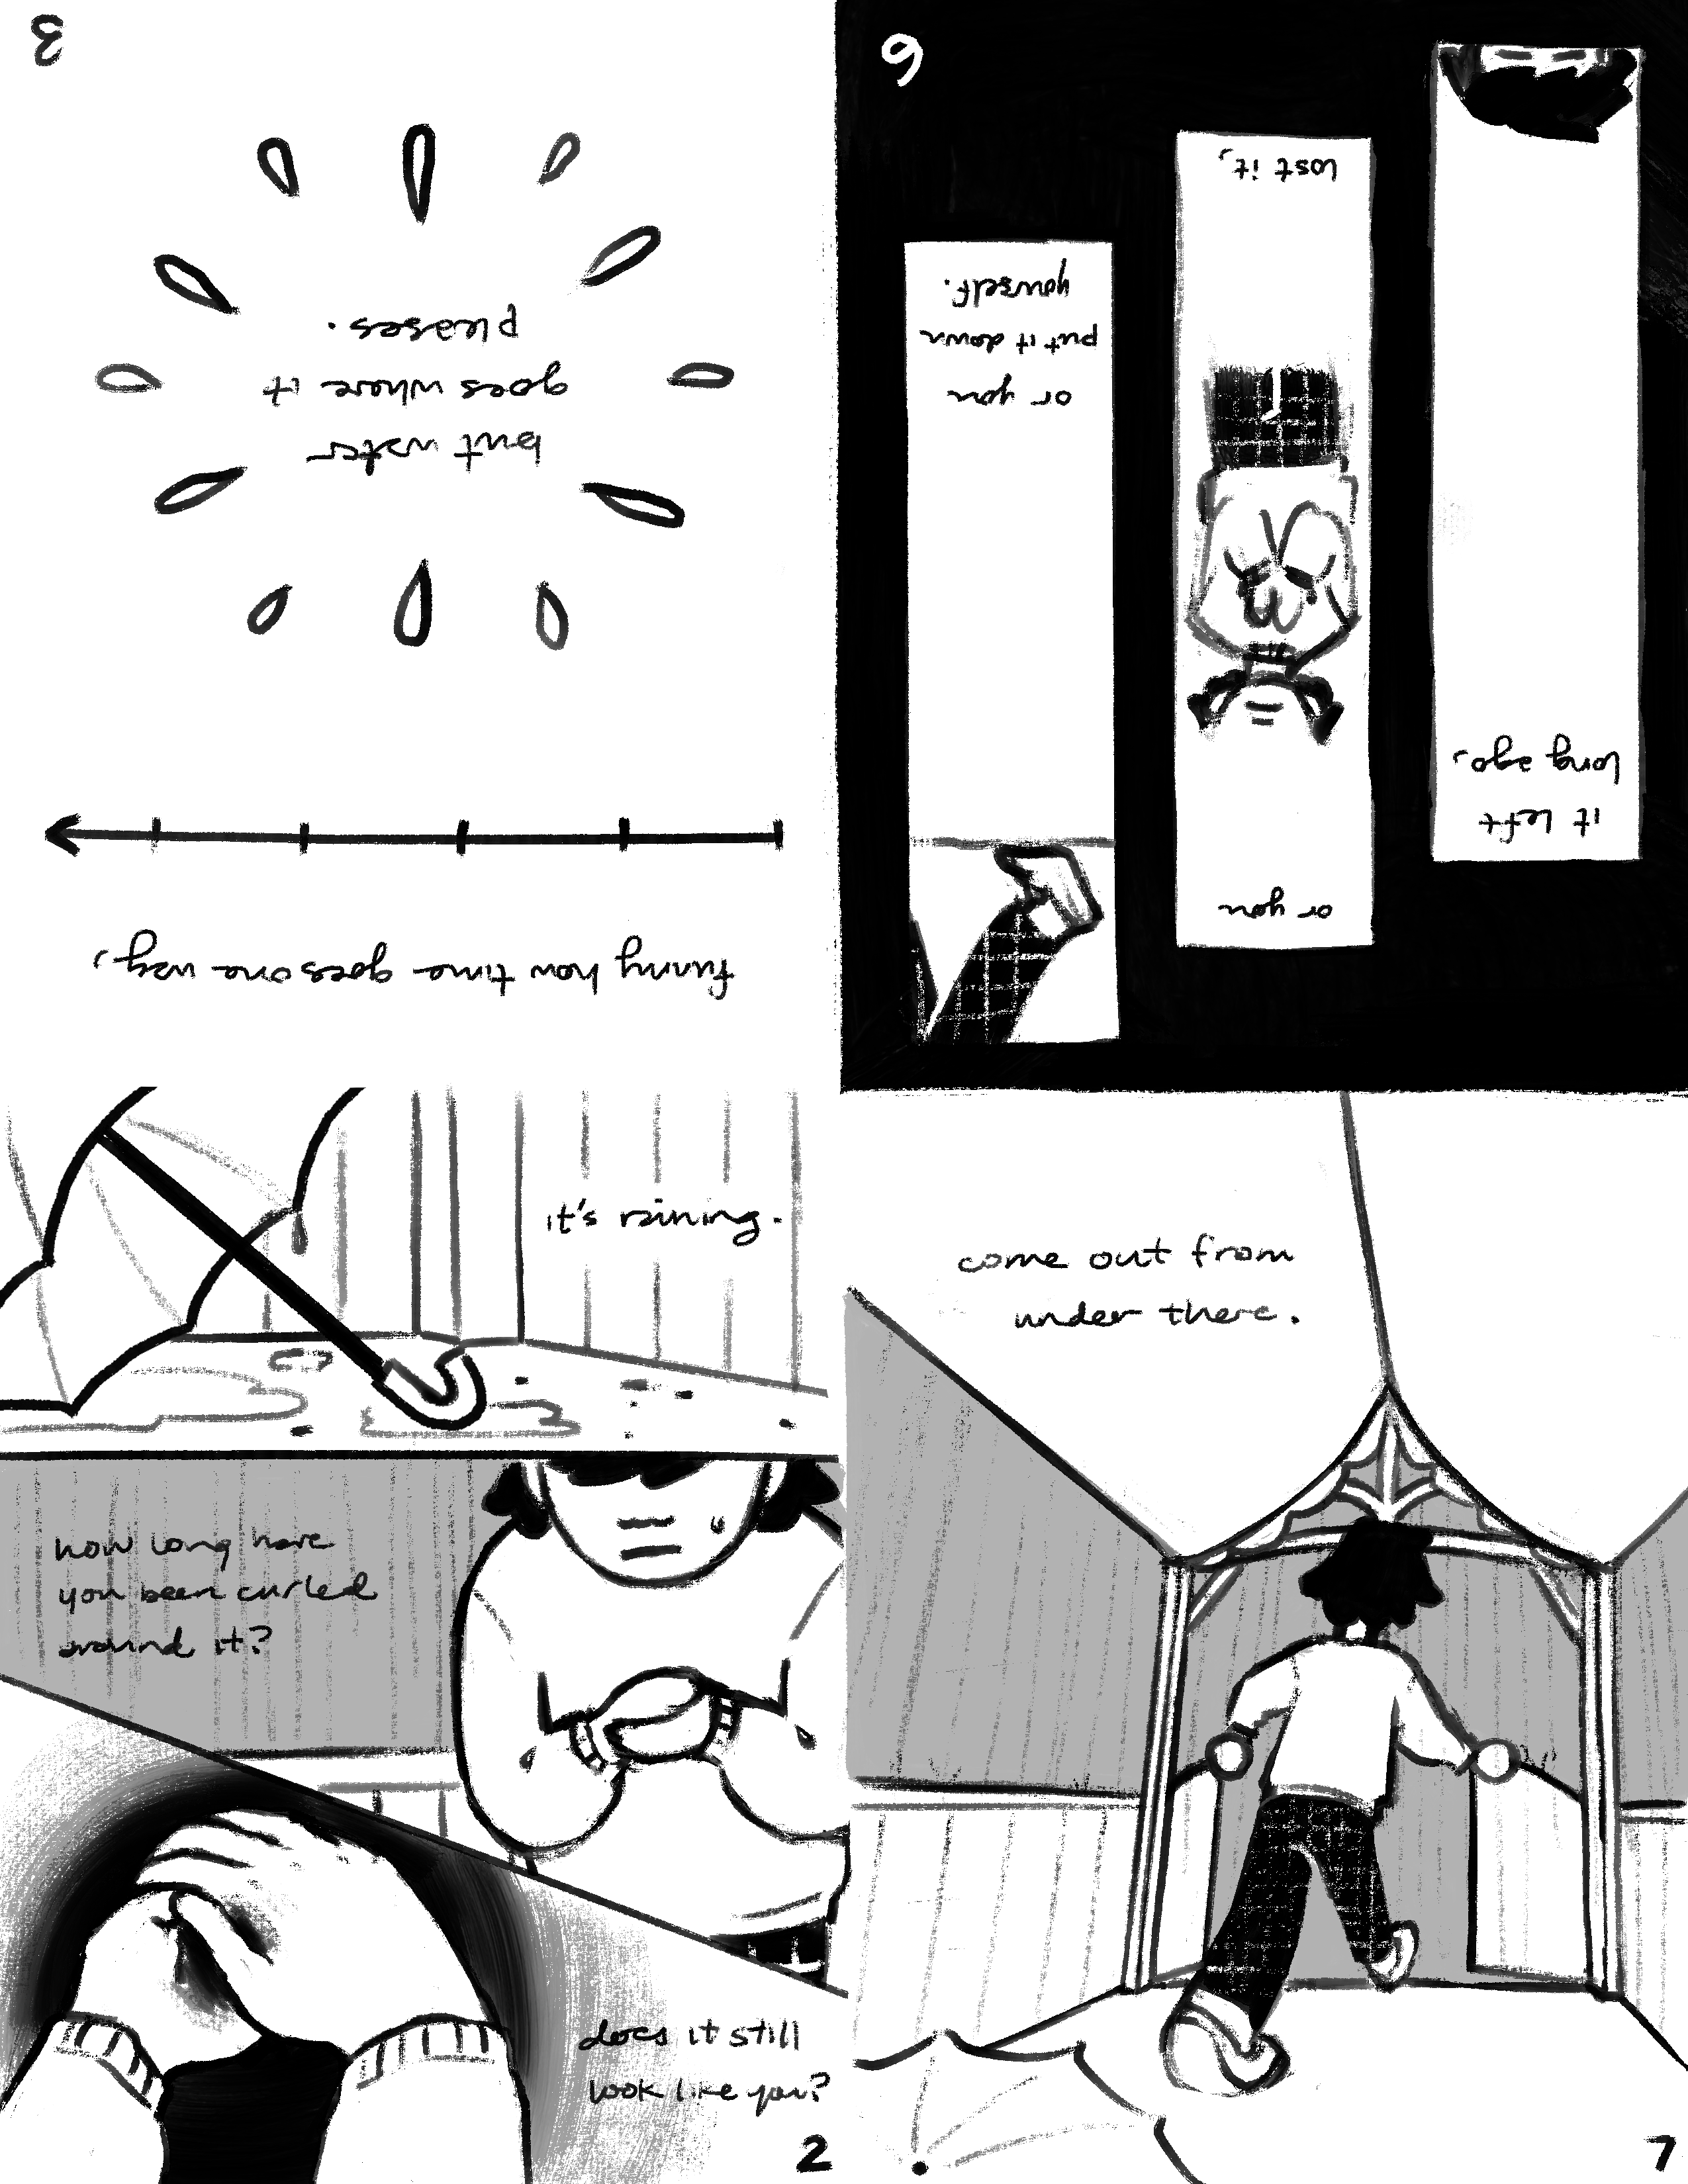 it's raining.
how long have
you been curled
around it?
does it still
look like you?
2
funny how time goes one way,
but water
goes where it
pleases.
3
it left
long ago,
or you
lost it,
or you
put it down
yourself.
6
come out from
under there.
7